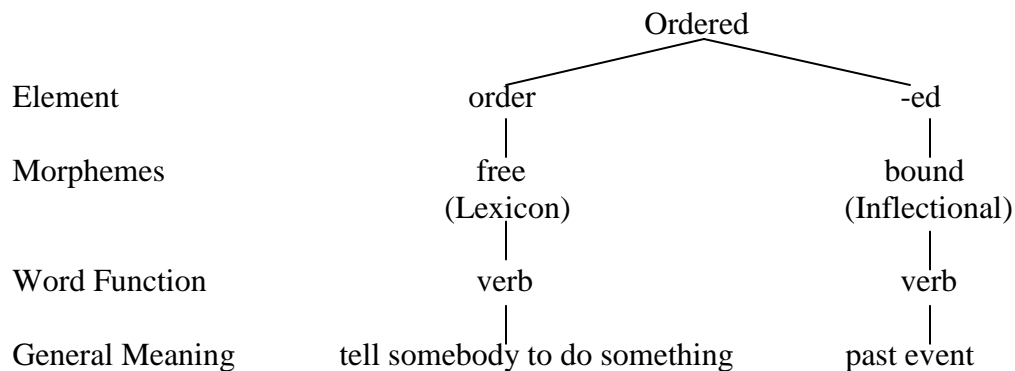 Ordered
Element order -ed
Morphemes free bound
(Lexicon) (Inflectional)
Word Function verb verb
General Meaning tell somebody to do something past event